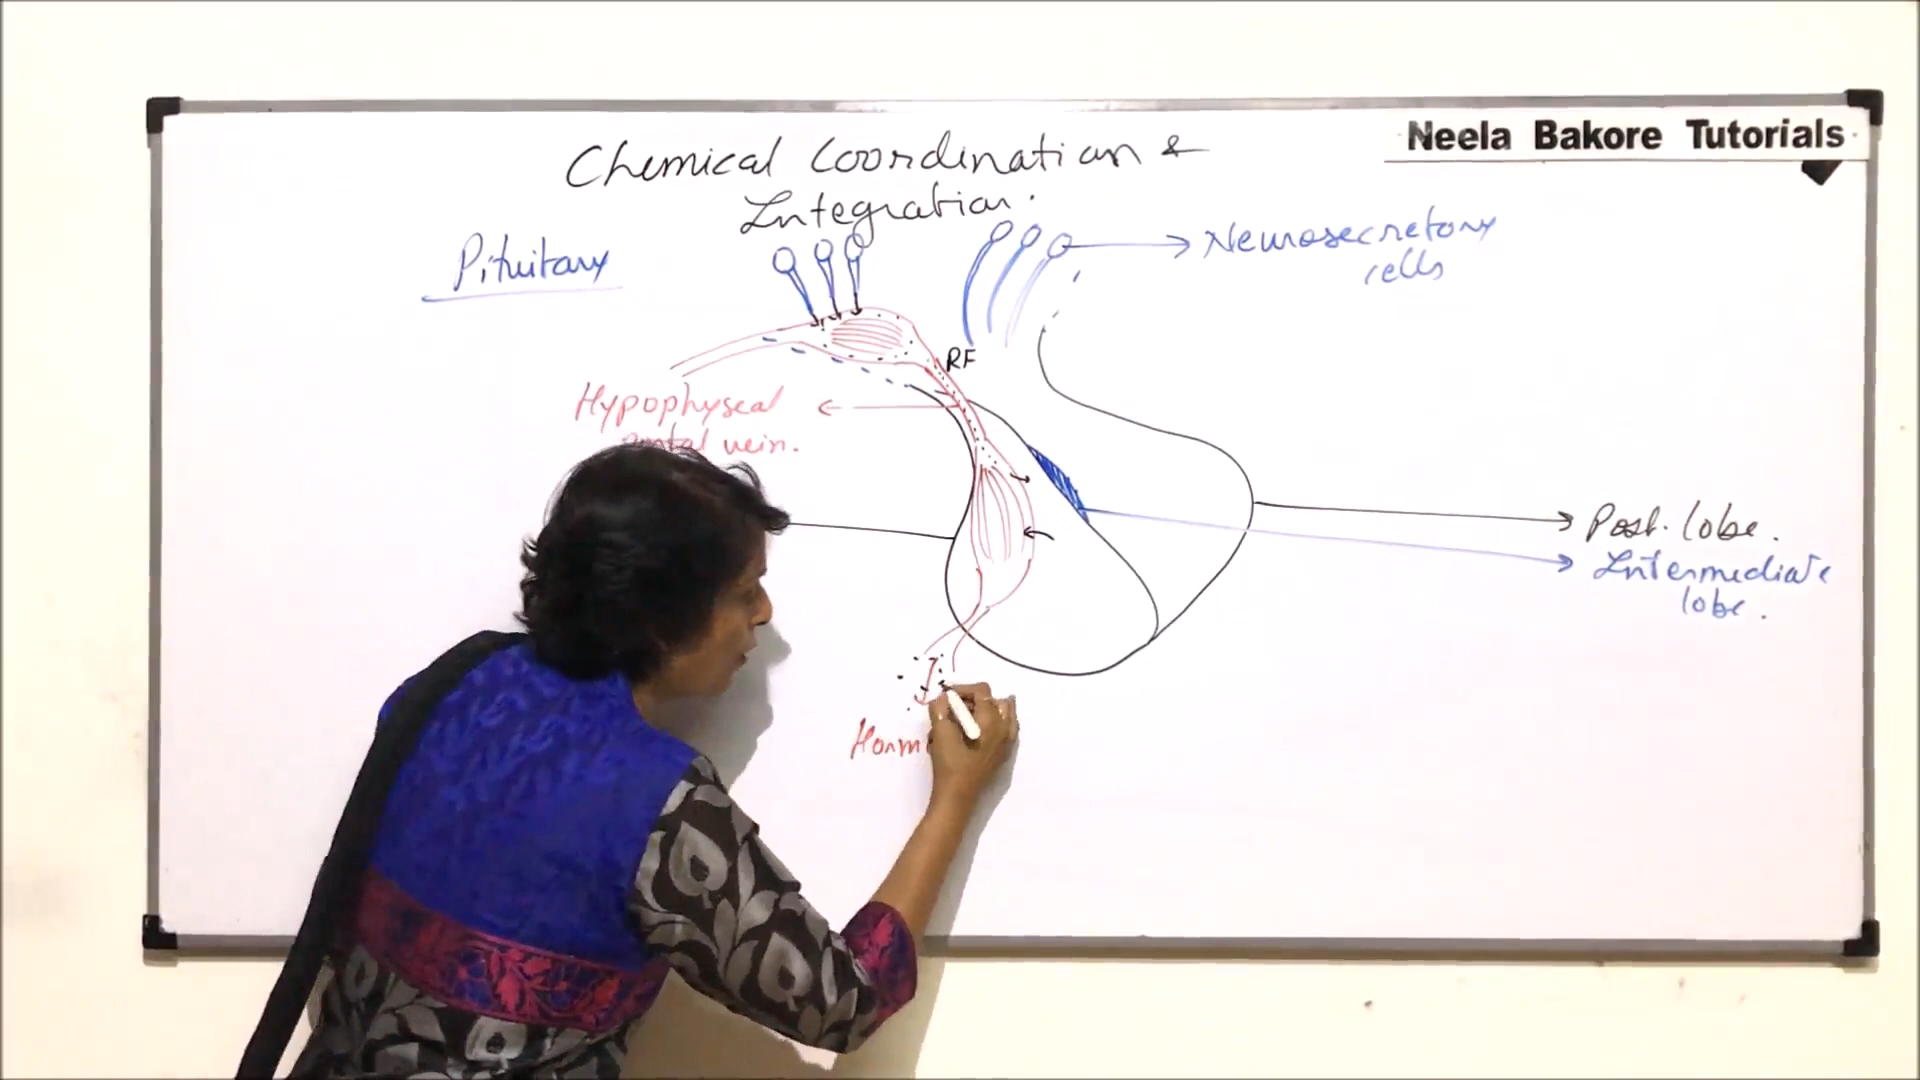 Neela Bakore Tutorials
Chemical Coordination &
Integration.
Pituitary
Neurosecretory
cells
RF
Hypophyseal
vein.
Post. lobe.
Intermediate
lobe.